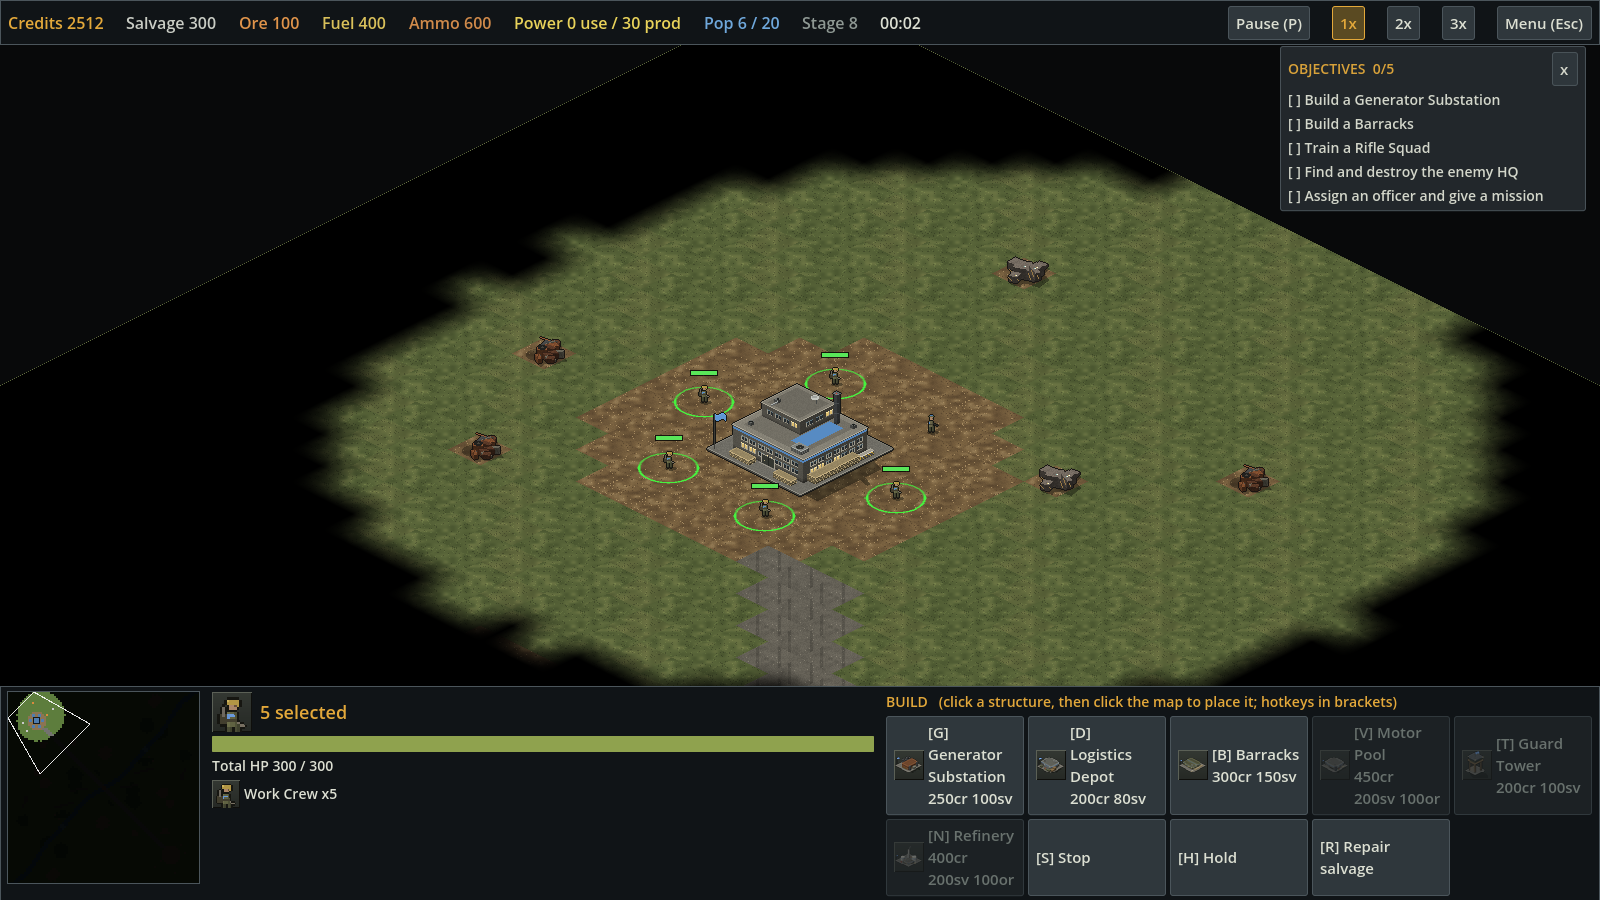 Credits 2512 Salvage 300 Ore 100 Fuel 400 Ammo 600 Power 0 use / 30 prod Pop 6 / 20 Stage 8 00:02 Pause (P) 1x 2x 3x Menu (Esc)
OBJECTIVES 0/5 x
[ ] Build a Generator Substation
[ ] Build a Barracks
[ ] Train a Rifle Squad
[ ] Find and destroy the enemy HQ
[ ] Assign an officer and give a mission
5 selected
Total HP 300 / 300
Work Crew x5
BUILD (click a structure, then click the map to place it; hotkeys in brackets)
[G]
Generator
Substation
250cr 100sv
[D]
Logistics
Depot
200cr 80sv
[B] Barracks
300cr 150sv
[V] Motor
Pool
450cr
200sv 100or
[T] Guard
Tower
200cr 100sv
[N] Refinery
400cr
200sv 100or
[S] Stop
[H] Hold
[R] Repair
salvage